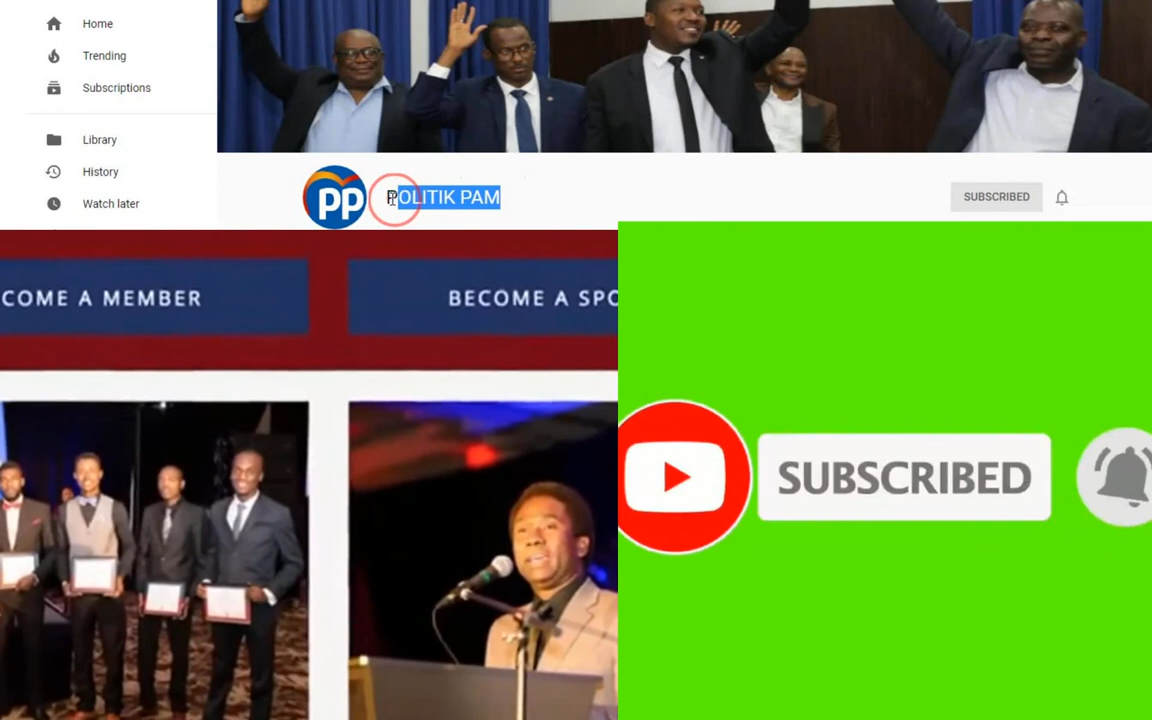 Home
Trending
Subscriptions
Library
History
Watch later
pp
POLITIK PAM
SUBSCRIBED
COME A MEMBER
BECOME A SPO
SUBSCRIBED